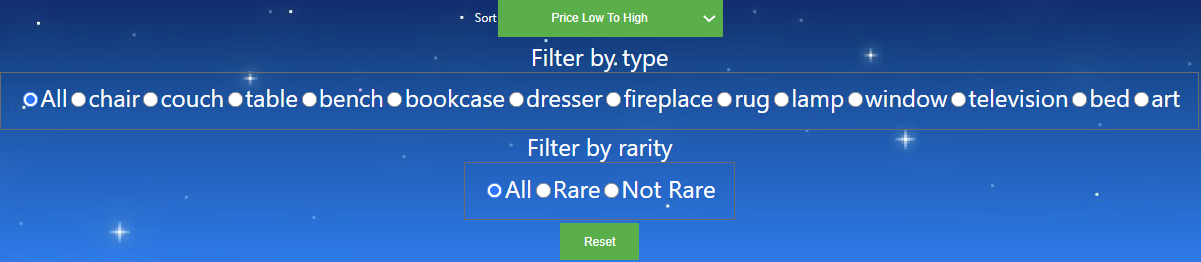 Sort Price Low To High
Filter by type
All chair couch table bench bookcase dresser fireplace rug lamp window television bed art
Filter by rarity
All Rare Not Rare
Reset